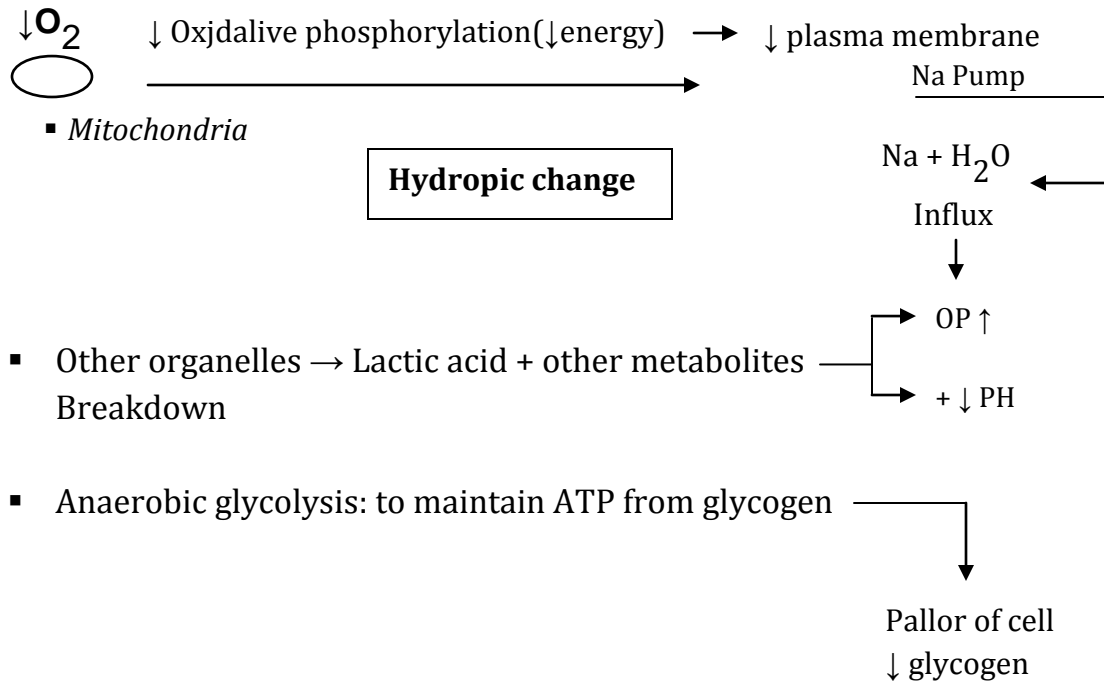 ↓O₂
↓ Oxjdalive phosphorylation(↓energy) → ↓ plasma membrane
Na Pump
▪ Mitochondria
Na + H₂O
Hydropic change
Influx
OP ↑
▪ Other organelles → Lactic acid + other metabolites
Breakdown
+ ↓ PH
▪ Anaerobic glycolysis: to maintain ATP from glycogen
Pallor of cell
↓ glycogen